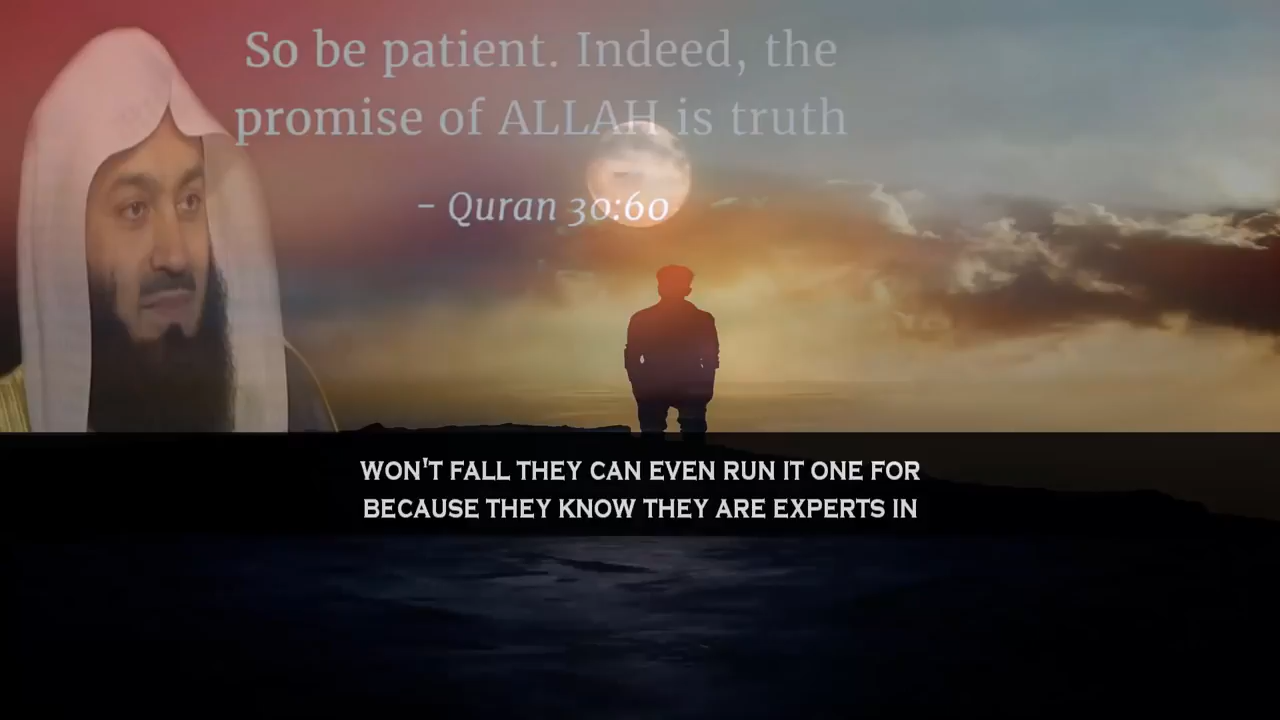 So be patient. Indeed, the
promise of ALLAH is truth
- Quran 30:60
WON'T FALL THEY CAN EVEN RUN IT ONE FOR
BECAUSE THEY KNOW THEY ARE EXPERTS IN